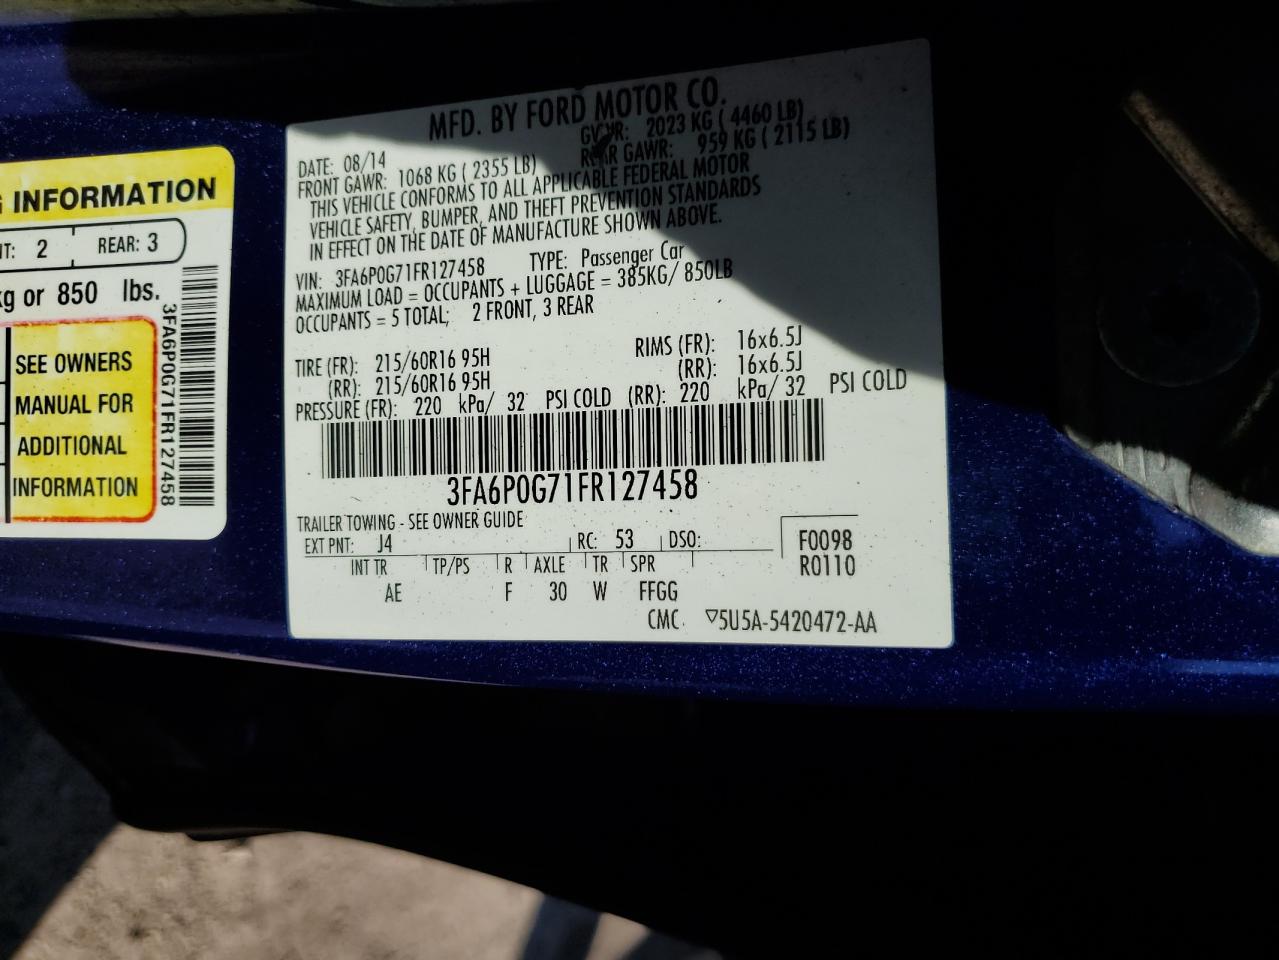 INFORMATION
2 REAR: 3
kg or 850 lbs.
SEE OWNERS
MANUAL FOR
ADDITIONAL
INFORMATION
3FA6P0G71FR127458
MFD. BY FORD MOTOR CO.
DATE: 08/14 GVWR: 2023 KG ( 4460 LB)
FRONT GAWR: 1068 KG ( 2355 LB) REAR GAWR: 959 KG ( 2115 LB)
THIS VEHICLE CONFORMS TO ALL APPLICABLE FEDERAL MOTOR
VEHICLE SAFETY, BUMPER, AND THEFT PREVENTION STANDARDS
IN EFFECT ON THE DATE OF MANUFACTURE SHOWN ABOVE.
VIN: 3FA6P0G71FR127458 TYPE: Passenger Car
MAXIMUM LOAD = OCCUPANTS + LUGGAGE = 385KG/ 850LB
OCCUPANTS = 5 TOTAL; 2 FRONT, 3 REAR
TIRE (FR): 215/60R16 95H RIMS (FR): 16x6.5J
(RR): 215/60R16 95H (RR): 16x6.5J
PRESSURE (FR): 220 kPa/ 32 PSI COLD (RR): 220 kPa/ 32 PSI COLD
3FA6P0G71FR127458
TRAILER TOWING - SEE OWNER GUIDE
EXT PNT: J4 RC: 53 DSO: F0098
INT TR TP/PS R AXLE TR SPR R0110
AE F 30 W FFGG
CMC ▽5U5A-5420472-AA